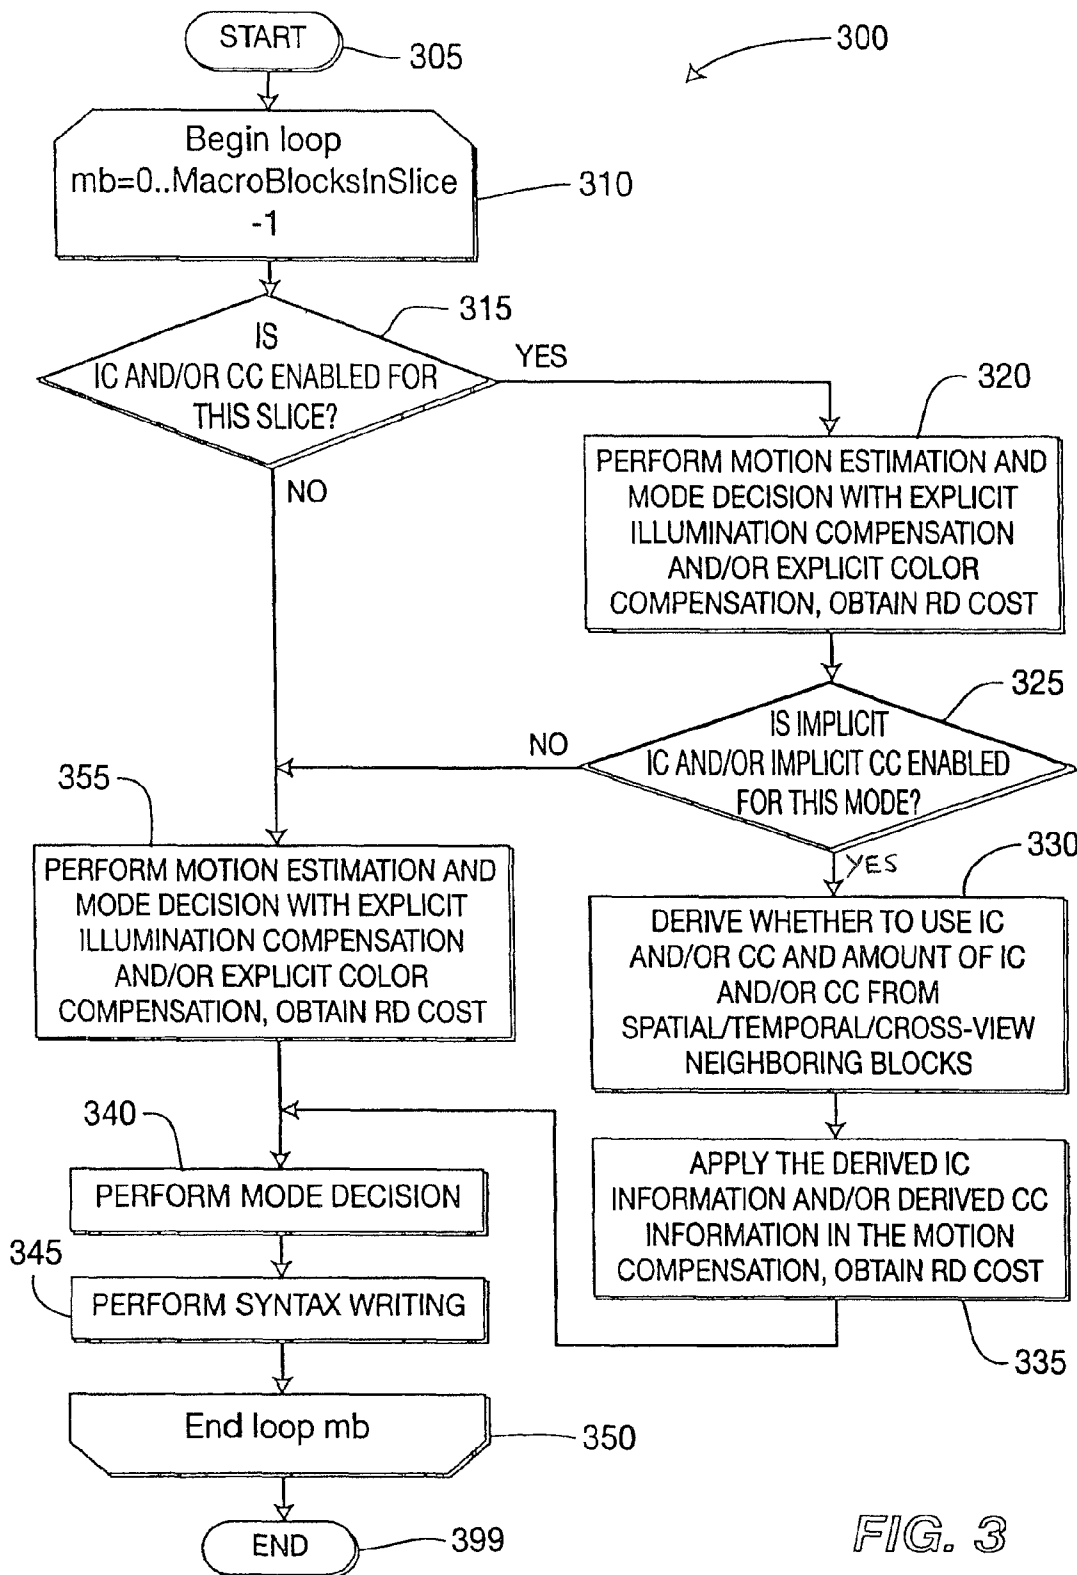 START
305
300
Begin loop
mb=0..MacroBlocksInSlice
-1
310
315
IS
IC AND/OR CC ENABLED FOR
THIS SLICE?
YES
NO
320
PERFORM MOTION ESTIMATION AND
MODE DECISION WITH EXPLICIT
ILLUMINATION COMPENSATION
AND/OR EXPLICIT COLOR
COMPENSATION, OBTAIN RD COST
325
IS IMPLICIT
IC AND/OR IMPLICIT CC ENABLED
FOR THIS MODE?
NO
YES
355
PERFORM MOTION ESTIMATION AND
MODE DECISION WITH EXPLICIT
ILLUMINATION COMPENSATION
AND/OR EXPLICIT COLOR
COMPENSATION, OBTAIN RD COST
330
DERIVE WHETHER TO USE IC
AND/OR CC AND AMOUNT OF IC
AND/OR CC FROM
SPATIAL/TEMPORAL/CROSS-VIEW
NEIGHBORING BLOCKS
335
APPLY THE DERIVED IC
INFORMATION AND/OR DERIVED CC
INFORMATION IN THE MOTION
COMPENSATION, OBTAIN RD COST
340
PERFORM MODE DECISION
345
PERFORM SYNTAX WRITING
End loop mb
350
END
399
FIG. 3